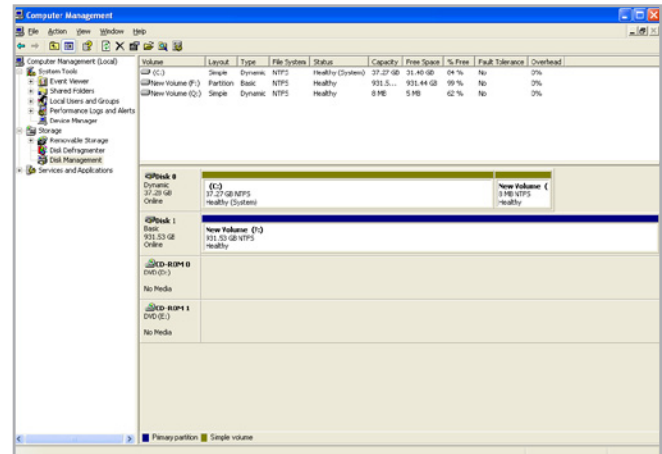 Computer Management
File Action View Window Help
Computer Management (Local)
System Tools
Event Viewer
Shared Folders
Local Users and Groups
Performance Logs and Alerts
Device Manager
Storage
Removable Storage
Disk Defragmenter
Disk Management
Services and Applications
Volume Layout Type File System Status Capacity Free Space % Free Fault Tolerance Overhead
(C:) Simple Dynamic NTFS Healthy (System) 37.27 GB 31.40 GB 84 % No 0%
New Volume (F:) Partition Basic NTFS Healthy 931.5... 931.44 GB 99 % No 0%
New Volume (Q:) Simple Dynamic NTFS Healthy 8 MB 5 MB 62 % No 0%
Disk 0
Dynamic
37.28 GB
Online
(C:)
37.27 GB NTFS
Healthy (System)
New Volume (
8 MB NTFS
Healthy
Disk 1
Basic
931.53 GB
Online
New Volume (F:)
931.53 GB NTFS
Healthy
CD-ROM 0
DVD (D:)
No Media
CD-ROM 1
DVD (E:)
No Media
Primary partition Simple volume